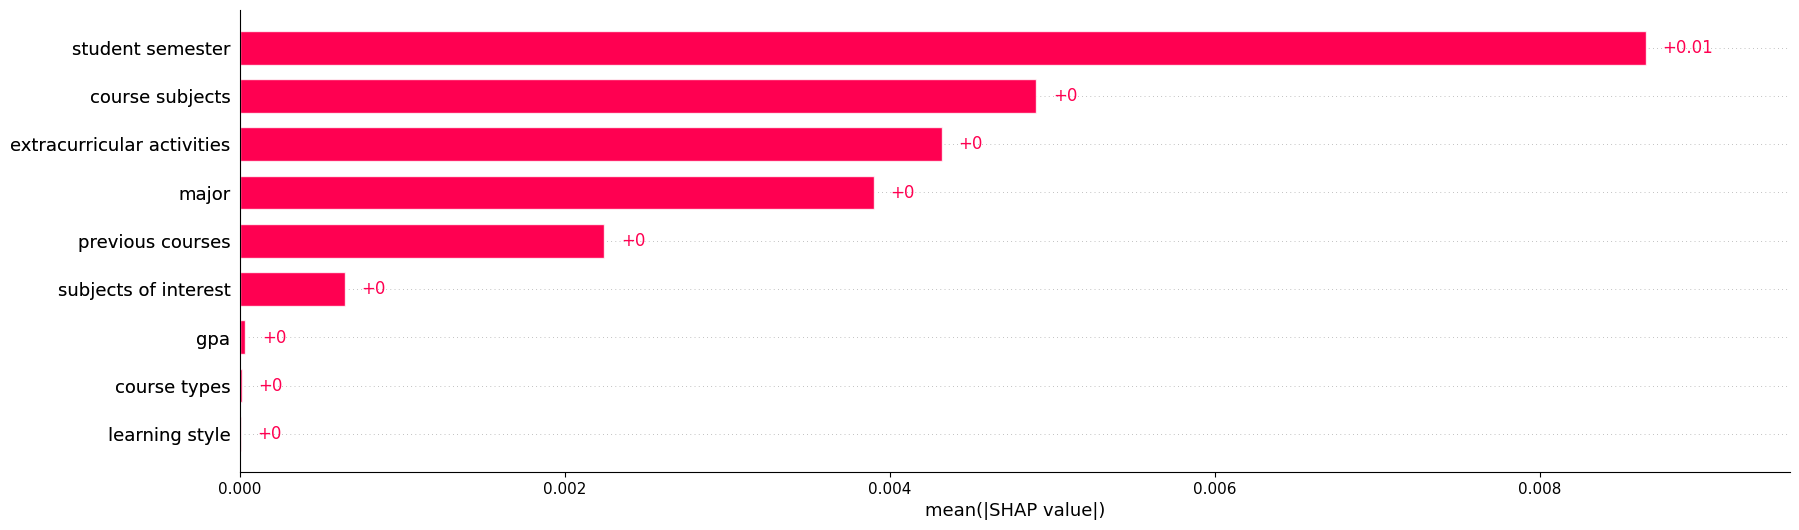 student semester +0.01
course subjects +0
extracurricular activities +0
major +0
previous courses +0
subjects of interest +0
gpa +0
course types +0
learning style +0
0.000 0.002 0.004 0.006 0.008
mean(|SHAP value|)